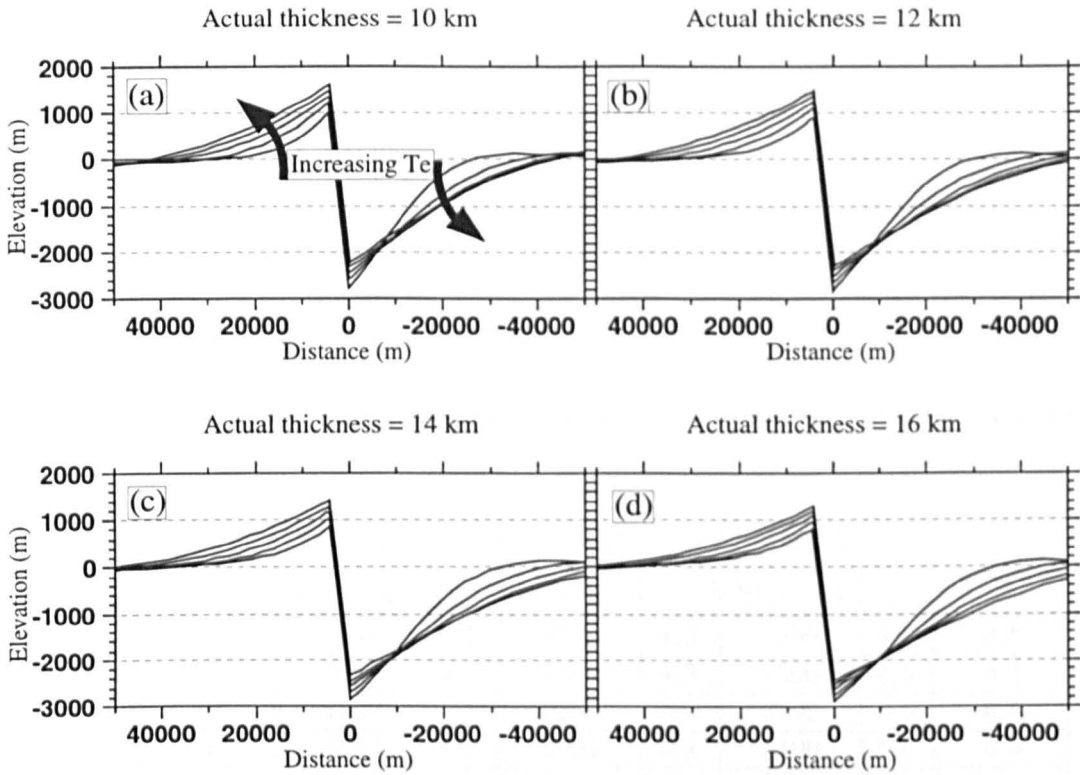 Actual thickness = 10 km
Actual thickness = 12 km
2000
1000
0
-1000
-2000
-3000
Elevation (m)
(a)
Increasing Te
(b)
40000 20000 0 -20000 -40000
40000 20000 0 -20000 -40000
Distance (m)
Distance (m)
Actual thickness = 14 km
Actual thickness = 16 km
2000
1000
0
-1000
-2000
-3000
Elevation (m)
(c)
(d)
40000 20000 0 -20000 -40000
40000 20000 0 -20000 -40000
Distance (m)
Distance (m)